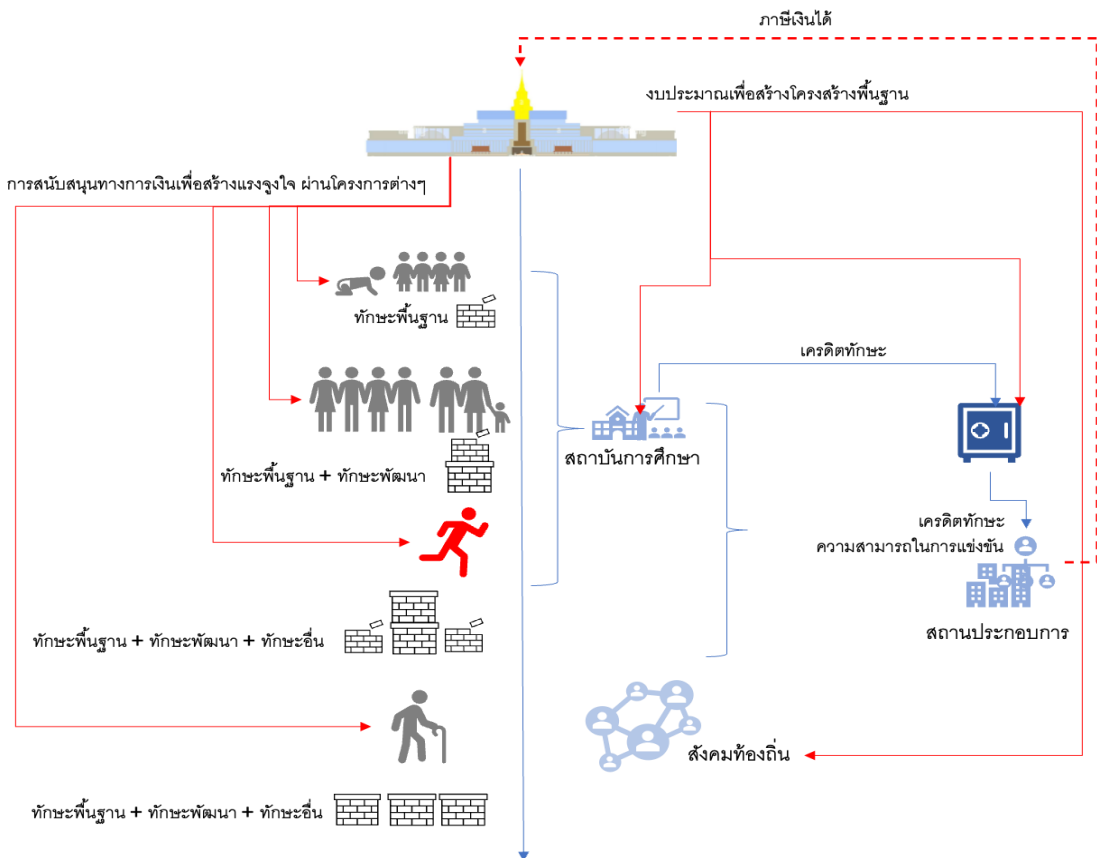 ภาษีเงินได้
งบประมาณเพื่อสร้างโครงสร้างพื้นฐาน
การสนับสนุนทางการเงินเพื่อสร้างแรงจูงใจ ผ่านโครงการต่างๆ
ทักษะพื้นฐาน
เครดิตทักษะ
สถาบันการศึกษา
ทักษะพื้นฐาน + ทักษะพัฒนา
เครดิตทักษะ
ความสามารถในการแข่งขัน
สถานประกอบการ
ทักษะพื้นฐาน + ทักษะพัฒนา + ทักษะอื่น
สังคมท้องถิ่น
ทักษะพื้นฐาน + ทักษะพัฒนา + ทักษะอื่น